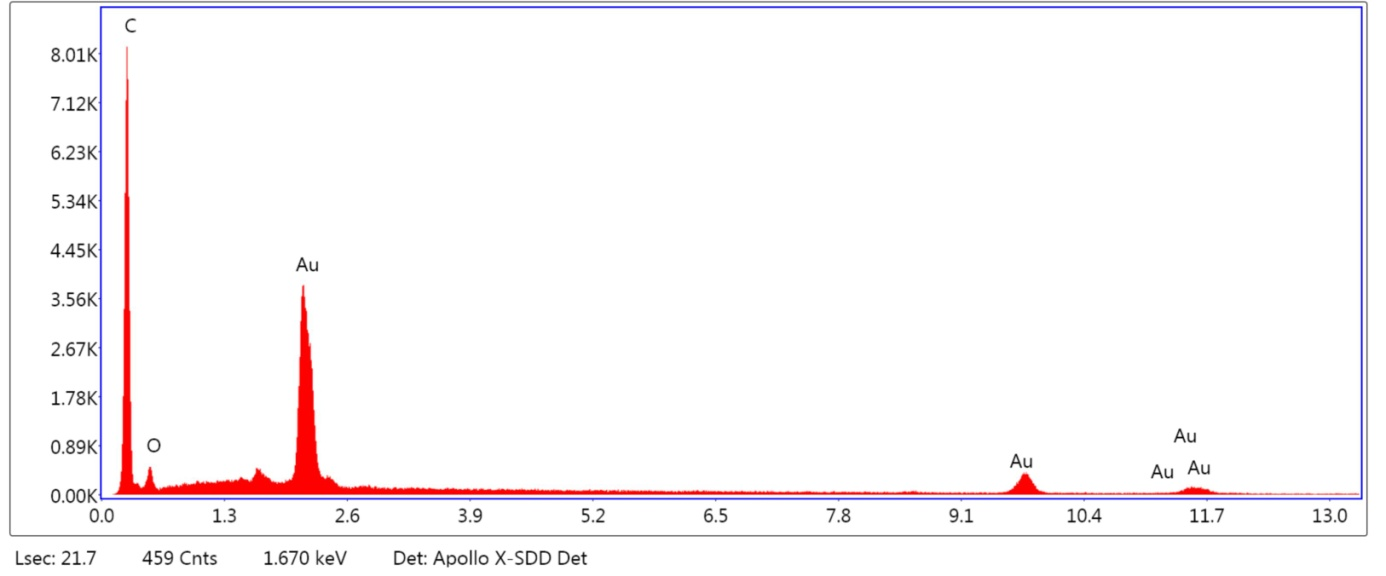 C
8.01K
7.12K
6.23K
5.34K
4.45K
Au
3.56K
2.67K
1.78K
0.89K
O
Au
Au
Au Au
0.00K
0.0 1.3 2.6 3.9 5.2 6.5 7.8 9.1 10.4 11.7 13.0
Lsec: 21.7 459 Cnts 1.670 keV Det: Apollo X-SDD Det